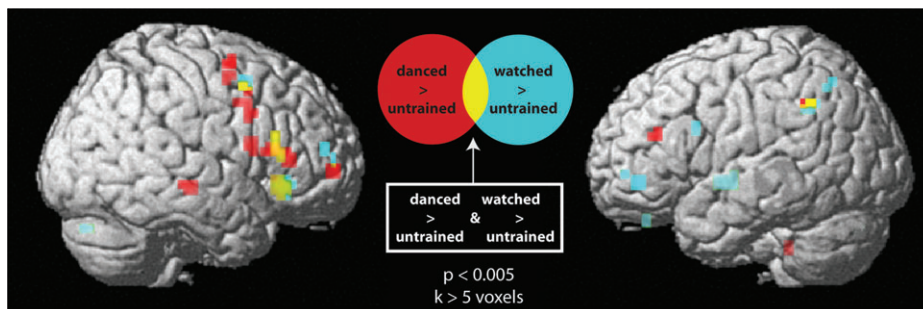 danced
>
untrained
watched
>
untrained
danced watched
> & >
untrained untrained
p < 0.005
k > 5 voxels